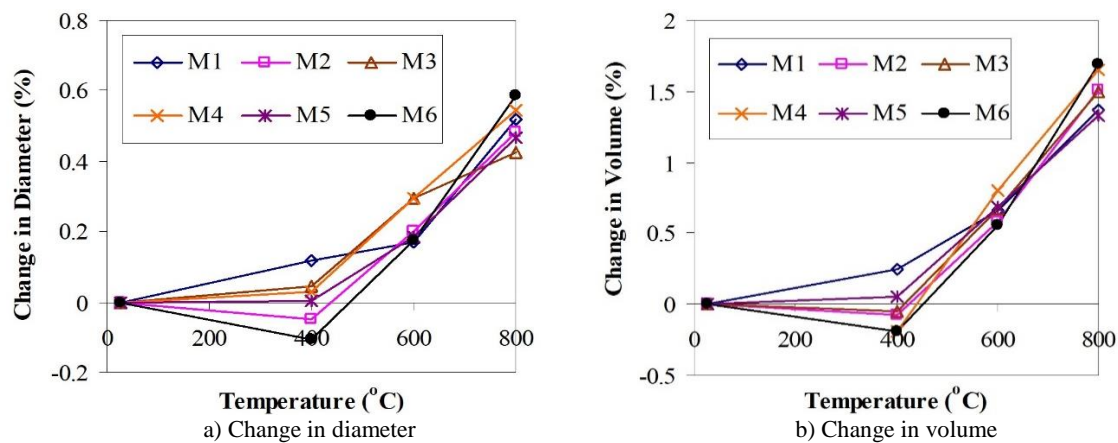 0.8
0.6
0.4
0.2
0
-0.2
Change in Diameter (%)
M1 M2 M3
M4 M5 M6
0 200 400 600 800
Temperature (°C)
a) Change in diameter
2
1.5
1
0.5
0
-0.5
Change in Volume (%)
M1 M2 M3
M4 M5 M6
0 200 400 600 800
Temperature (°C)
b) Change in volume